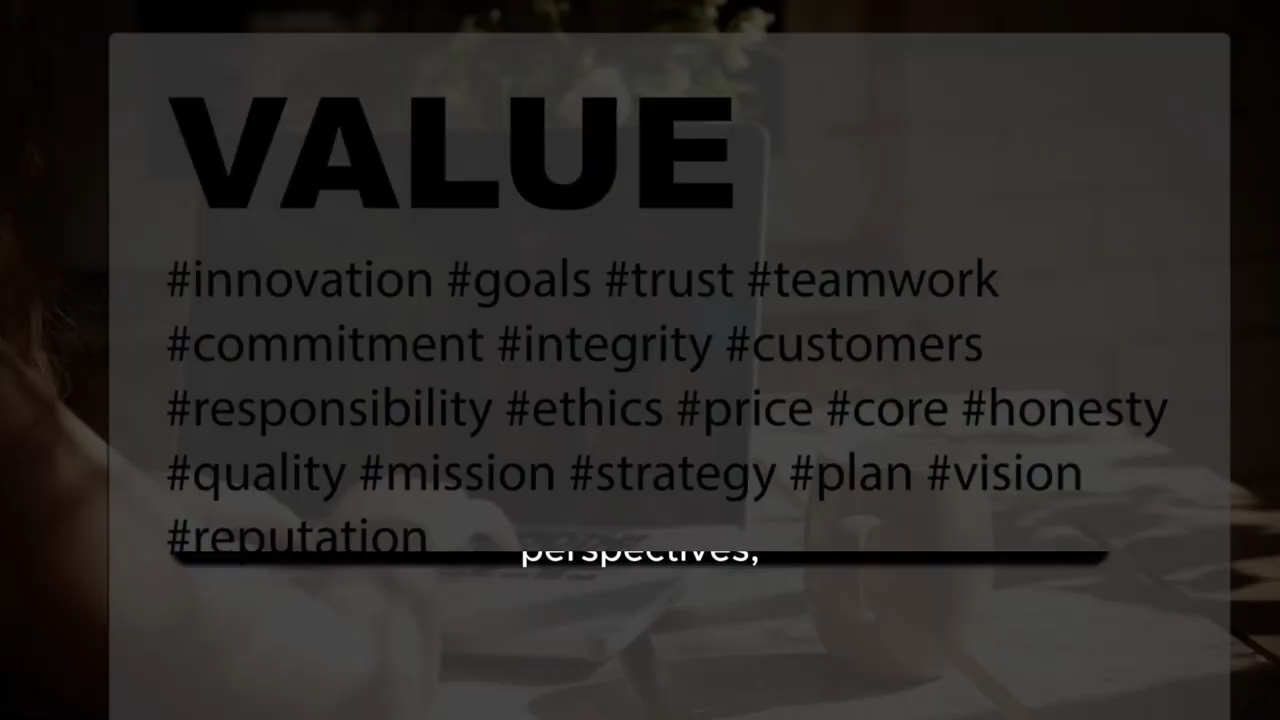 VALUE
#innovation #goals #trust #teamwork
#commitment #integrity #customers
#responsibility #ethics #price #core #honesty
#quality #mission #strategy #plan #vision
#reputation
perspectives,